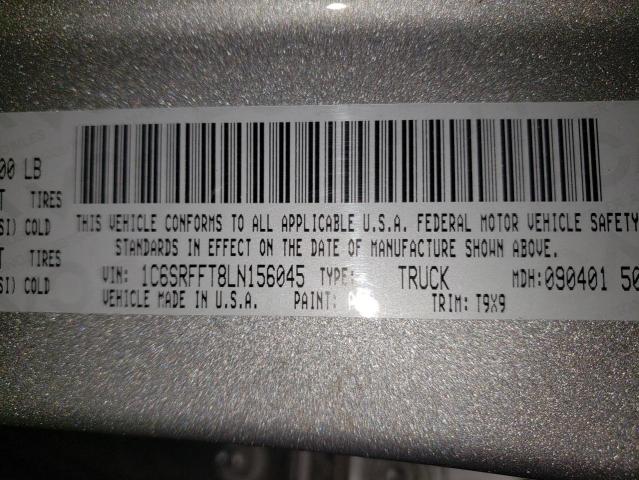 00 LB
T TIRES
SI) COLD
T TIRES
SI) COLD
THIS VEHICLE CONFORMS TO ALL APPLICABLE U.S.A. FEDERAL MOTOR VEHICLE SAFETY
STANDARDS IN EFFECT ON THE DATE OF MANUFACTURE SHOWN ABOVE.
VIN: 1C6SRFFT8LN156045 TYPE: TRUCK MDH:090401 50
VEHICLE MADE IN U.S.A. PAINT: TRIM: T9X9